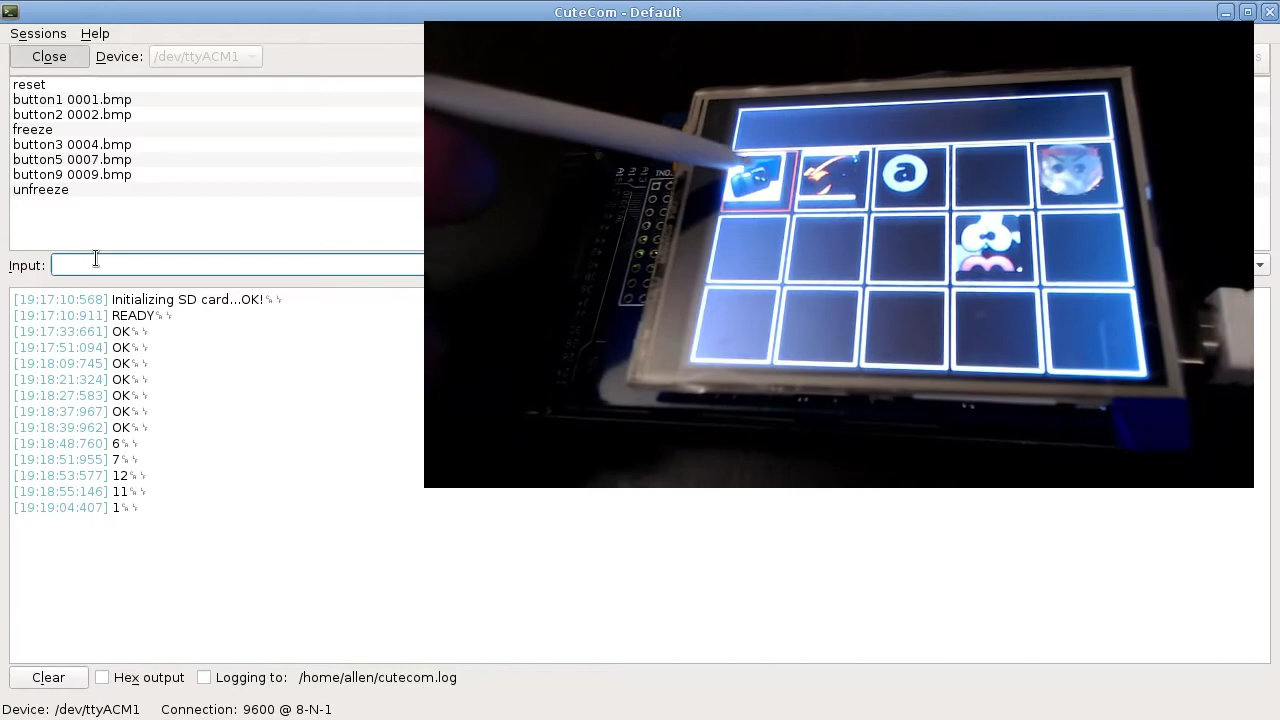 CuteCom - Default
Sessions Help
Close Device: /dev/ttyACM1
reset
button1 0001.bmp
button2 0002.bmp
freeze
button3 0004.bmp
button5 0007.bmp
button9 0009.bmp
unfreeze
Input:
[19:17:10:568] Initializing SD card...OK!␍␊
[19:17:10:911] READY␍␊
[19:17:33:661] OK␍␊
[19:17:51:094] OK␍␊
[19:18:09:745] OK␍␊
[19:18:21:324] OK␍␊
[19:18:27:583] OK␍␊
[19:18:37:967] OK␍␊
[19:18:39:962] OK␍␊
[19:18:48:760] 6␍␊
[19:18:51:955] 7␍␊
[19:18:53:577] 12␍␊
[19:18:55:146] 11␍␊
[19:19:04:407] 1␍␊
a
Clear Hex output Logging to: /home/allen/cutecom.log
Device: /dev/ttyACM1 Connection: 9600 @ 8-N-1